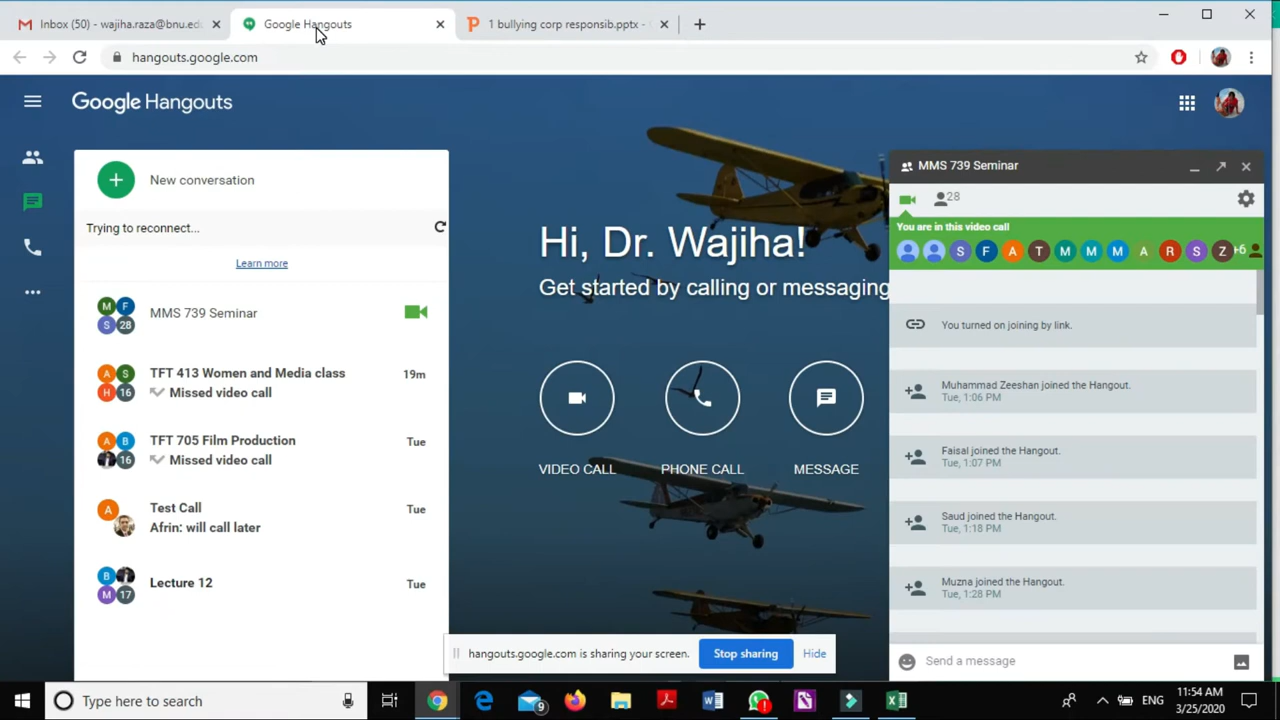 Inbox (50) - wajiha.raza@bnu.edu
Google Hangouts
1 bullying corp responsib.pptx -
hangouts.google.com
Google Hangouts
New conversation
Trying to reconnect...
Learn more
M F
S 28
MMS 739 Seminar
A S
H 16
TFT 413 Women and Media class
19m
Missed video call
A B
16
TFT 705 Film Production
Tue
Missed video call
A
Test Call
Tue
Afrin: will call later
B
M 17
Lecture 12
Tue
Hi, Dr. Wajiha!
Get started by calling or messaging
VIDEO CALL
PHONE CALL
MESSAGE
MMS 739 Seminar
28
You are in this video call
S F A T M M M A R S Z +6
You turned on joining by link.
Muhammad Zeeshan joined the Hangout.
Tue, 1:06 PM
Faisal joined the Hangout.
Tue, 1:07 PM
Saud joined the Hangout.
Tue, 1:18 PM
Muzna joined the Hangout.
Tue, 1:28 PM
Send a message
hangouts.google.com is sharing your screen.
Stop sharing
Hide
Type here to search
9
ENG
11:54 AM
3/25/2020